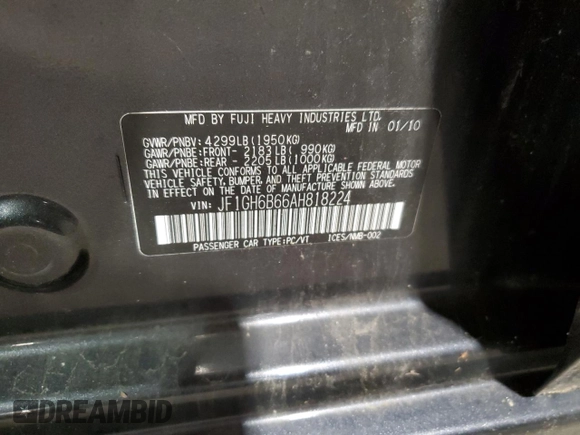 MFD BY FUJI HEAVY INDUSTRIES LTD.
MFD IN 01/10
GVWR/PNBV: 4299LB(1950KG)
GAWR/PNBE:FRONT- 2183LB( 990KG)
GAWR/PNBE:REAR - 2205LB(1000KG)
THIS VEHICLE CONFORMS TO ALL APPLICABLE FEDERAL MOTOR
VEHICLE SAFETY, BUMPER, AND THEFT PREVENTION STANDARDS
IN EFFECT ON THE DATE OF MANUFACTURE SHOWN ABOVE.
VIN: JF1GH6B66AH818224
PASSENGER CAR TYPE:PC/VT. ICES/NMB-002
DREAMBID